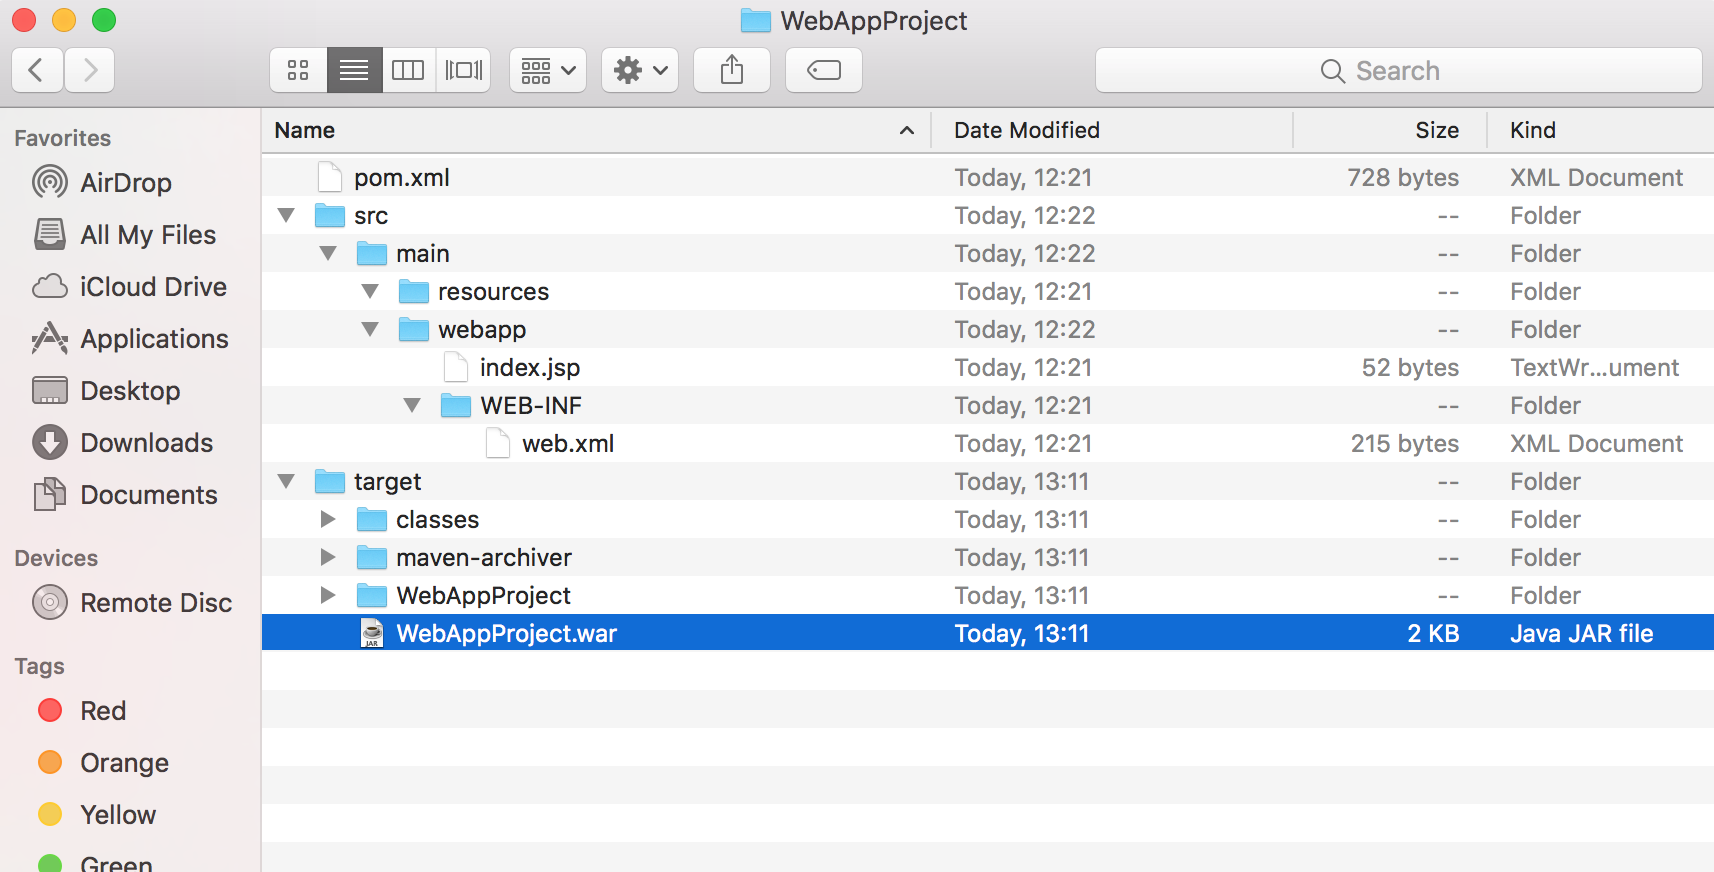 WebAppProject
Search
Favorites
AirDrop
All My Files
iCloud Drive
Applications
Desktop
Downloads
Documents
Devices
Remote Disc
Tags
Red
Orange
Yellow
Green
Name Date Modified Size Kind
pom.xml Today, 12:21 728 bytes XML Document
src Today, 12:22 -- Folder
main Today, 12:22 -- Folder
resources Today, 12:21 -- Folder
webapp Today, 12:22 -- Folder
index.jsp Today, 12:21 52 bytes TextWr...ument
WEB-INF Today, 12:21 -- Folder
web.xml Today, 12:21 215 bytes XML Document
target Today, 13:11 -- Folder
classes Today, 13:11 -- Folder
maven-archiver Today, 13:11 -- Folder
WebAppProject Today, 13:11 -- Folder
JAR WebAppProject.war Today, 13:11 2 KB Java JAR file